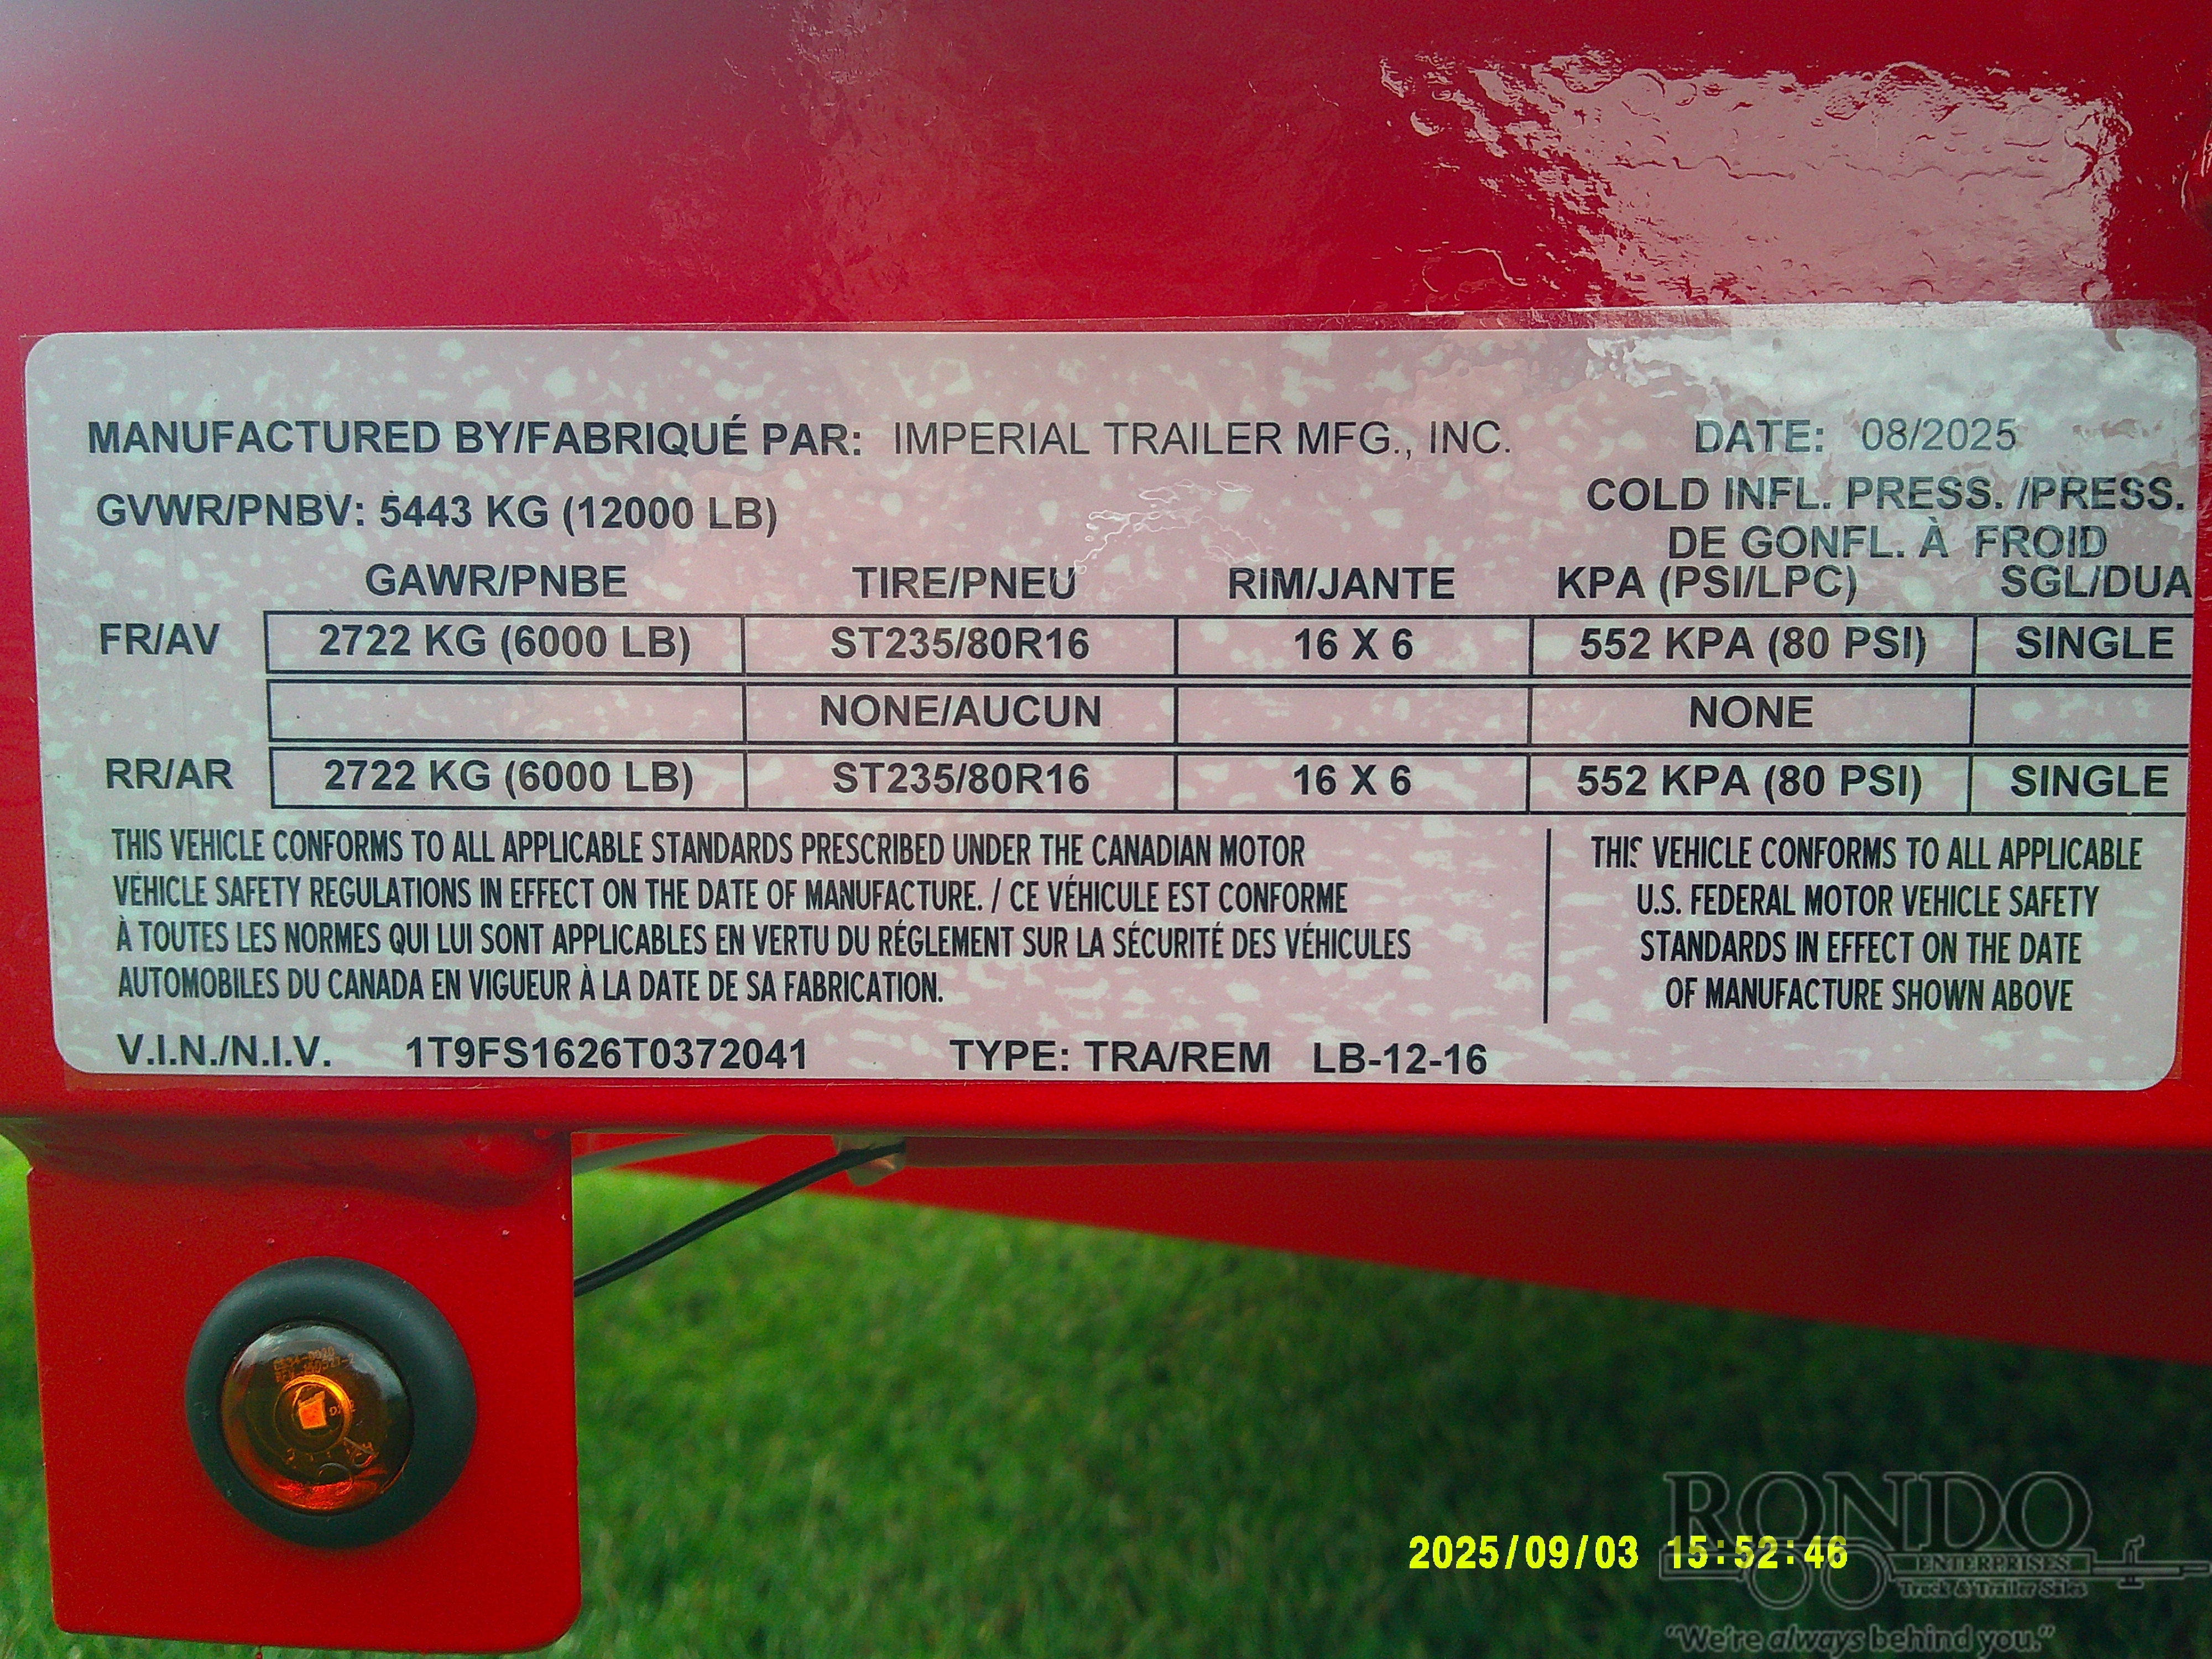 MANUFACTURED BY/FABRIQUÉ PAR: IMPERIAL TRAILER MFG., INC. DATE: 08/2025
GVWR/PNBV: 5443 KG (12000 LB)
COLD INFL. PRESS. /PRESS.
DE GONFL. À FROID
GAWR/PNBE TIRE/PNEU RIM/JANTE KPA (PSI/LPC) SGL/DUA
FR/AV 2722 KG (6000 LB) ST235/80R16 16 X 6 552 KPA (80 PSI) SINGLE
NONE/AUCUN NONE
RR/AR 2722 KG (6000 LB) ST235/80R16 16 X 6 552 KPA (80 PSI) SINGLE
THIS VEHICLE CONFORMS TO ALL APPLICABLE STANDARDS PRESCRIBED UNDER THE CANADIAN MOTOR
VEHICLE SAFETY REGULATIONS IN EFFECT ON THE DATE OF MANUFACTURE. / CE VÉHICULE EST CONFORME
À TOUTES LES NORMES QUI LUI SONT APPLICABLES EN VERTU DU RÉGLEMENT SUR LA SÉCURITÉ DES VÉHICULES
AUTOMOBILES DU CANADA EN VIGUEUR À LA DATE DE SA FABRICATION.
THIS VEHICLE CONFORMS TO ALL APPLICABLE
U.S. FEDERAL MOTOR VEHICLE SAFETY
STANDARDS IN EFFECT ON THE DATE
OF MANUFACTURE SHOWN ABOVE
V.I.N./N.I.V. 1T9FS1626T0372041 TYPE: TRA/REM LB-12-16
2025/09/03 15:52:46
RONDO
ENTERPRISES
Truck & Trailer Sales
"We're always behind you."